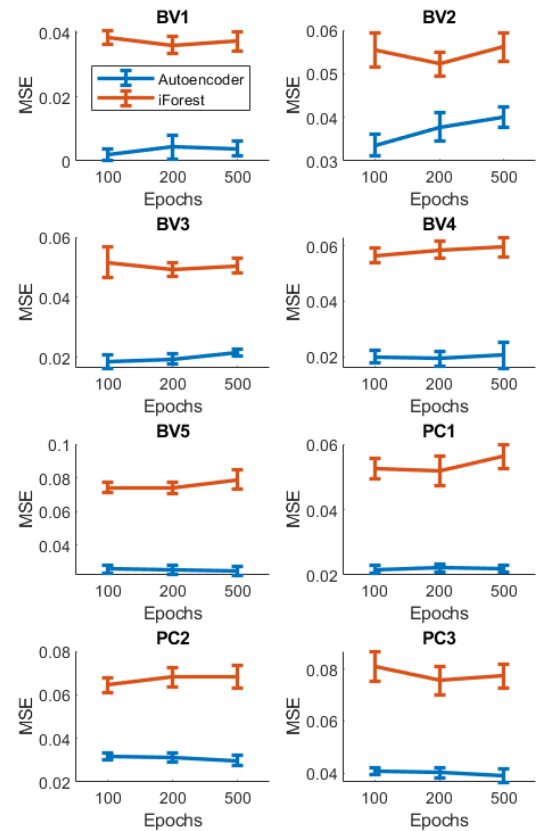 BV1
0.04
0.02
0
MSE
Autoencoder
iForest
100 200 500
Epochs
BV2
0.06
0.05
0.04
0.03
MSE
100 200 500
Epochs
BV3
0.06
0.04
0.02
MSE
100 200 500
Epochs
BV4
0.06
0.04
0.02
MSE
100 200 500
Epochs
BV5
0.1
0.08
0.06
0.04
MSE
100 200 500
Epochs
PC1
0.06
0.04
0.02
MSE
100 200 500
Epochs
PC2
0.08
0.06
0.04
0.02
MSE
100 200 500
Epochs
PC3
0.08
0.06
0.04
MSE
100 200 500
Epochs